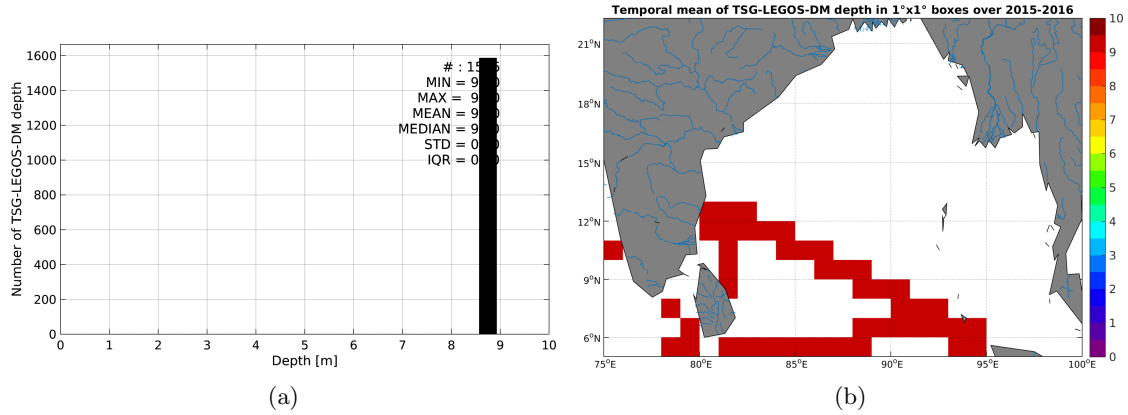 Temporal mean of TSG-LEGOS-DM depth in 1°x1° boxes over 2015-2016
Number of TSG-LEGOS-DM depth
1600
1400
1200
1000
800
600
400
200
0
MIN = 9
MAX = 9
MEAN = 9
MEDIAN = 9
STD = 0
IQR = 0
0 1 2 3 4 5 6 7 8 9 10
Depth [m]
(a)
21°N
18°N
15°N
12°N
9°N
6°N
75°E 80°E 85°E 90°E 95°E 100°E
10
9
8
7
6
5
4
3
2
1
0
(b)